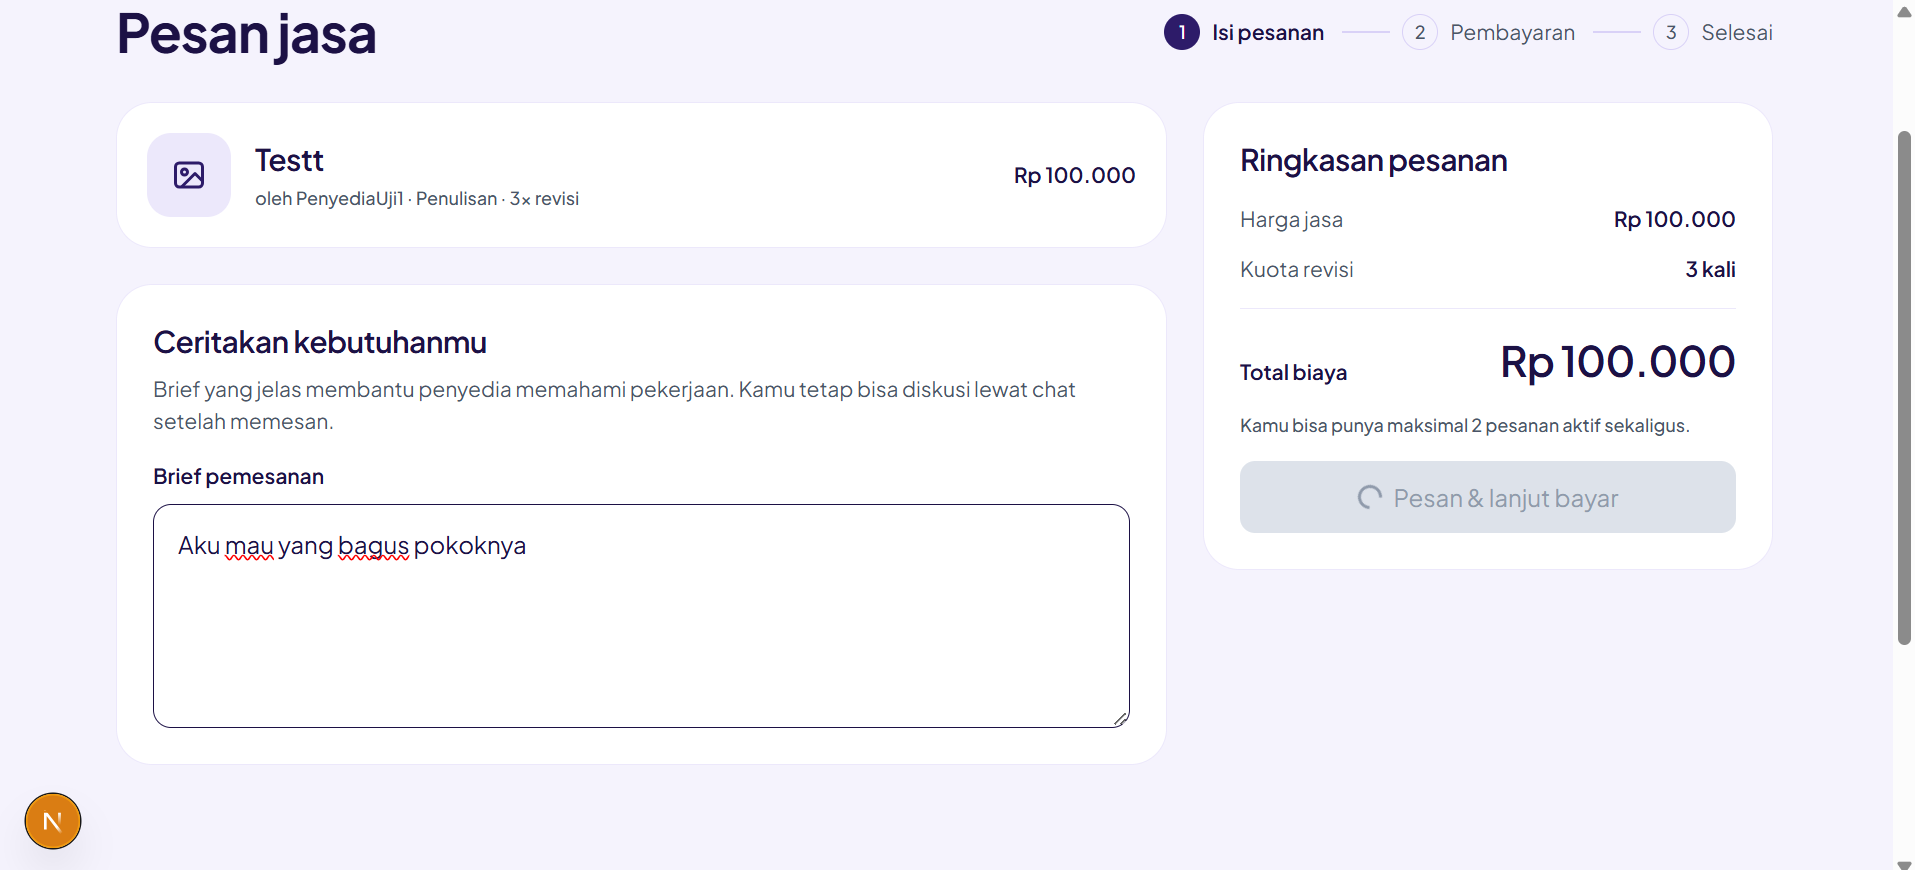 Pesan jasa
1 Isi pesanan 2 Pembayaran 3 Selesai
Testt
oleh PenyediaUji1 · Penulisan · 3× revisi
Rp 100.000
Ceritakan kebutuhanmu
Brief yang jelas membantu penyedia memahami pekerjaan. Kamu tetap bisa diskusi lewat chat
setelah memesan.
Brief pemesanan
Aku mau yang bagus pokoknya
Ringkasan pesanan
Harga jasa Rp 100.000
Kuota revisi 3 kali
Total biaya Rp 100.000
Kamu bisa punya maksimal 2 pesanan aktif sekaligus.
Pesan & lanjut bayar
N